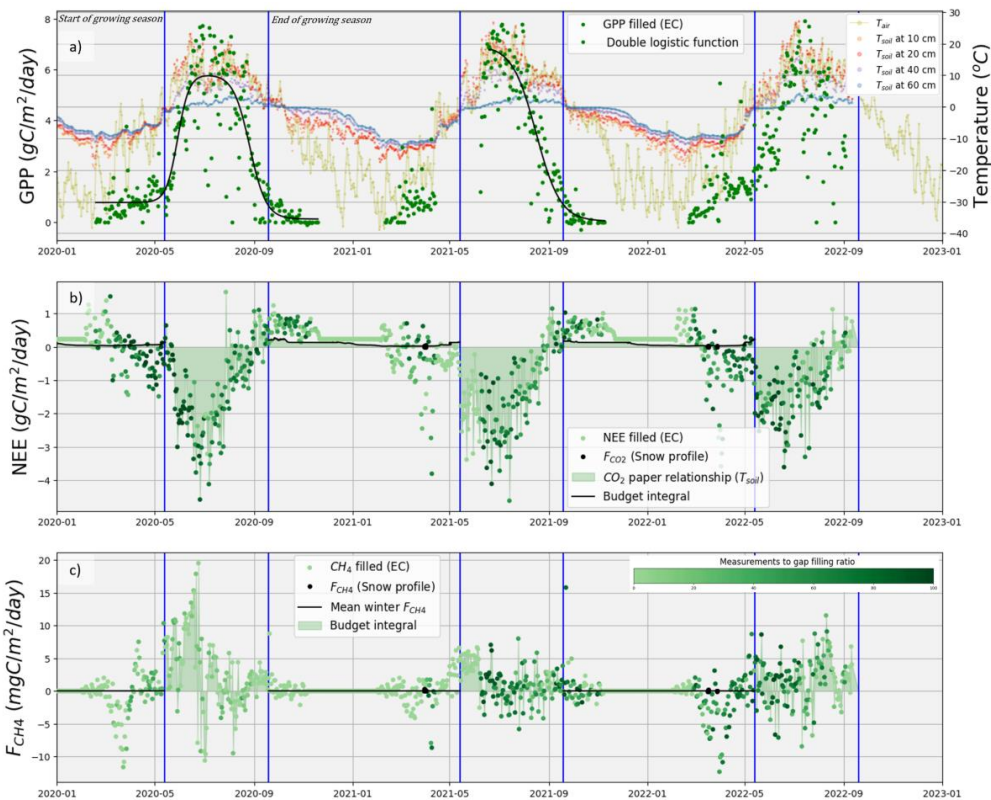 Start of growing season
End of growing season
a)
GPP filled (EC)
Double logistic function
T_air
T_soil at 10 cm
T_soil at 20 cm
T_soil at 40 cm
T_soil at 60 cm
GPP (gC/m²/day)
8
6
4
2
0
Temperature (°C)
30
20
10
0
−10
−20
−30
−40
2020-01 2020-05 2020-09 2021-01 2021-05 2021-09 2022-01 2022-05 2022-09 2023-01
b)
NEE (gC/m²/day)
1
0
−1
−2
−3
−4
NEE filled (EC)
F_CO2 (Snow profile)
CO₂ paper relationship (T_soil)
Budget integral
2020-01 2020-05 2020-09 2021-01 2021-05 2021-09 2022-01 2022-05 2022-09 2023-01
c)
F_CH4 (mgC/m²/day)
20
15
10
5
0
−5
−10
CH₄ filled (EC)
F_CH4 (Snow profile)
Mean winter F_CH4
Budget integral
Measurements to gap filling ratio
0 20 40 60 80 100
2020-01 2020-05 2020-09 2021-01 2021-05 2021-09 2022-01 2022-05 2022-09 2023-01